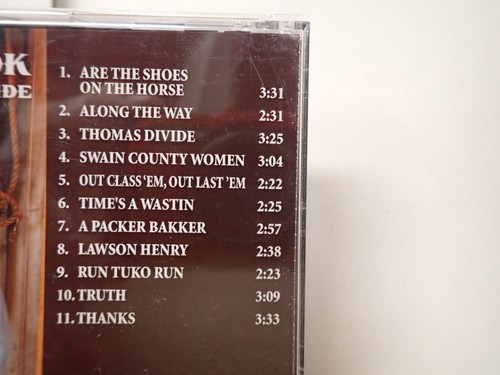 OK
IDE
1. ARE THE SHOES
ON THE HORSE 3:31
2. ALONG THE WAY 2:31
3. THOMAS DIVIDE 3:25
4. SWAIN COUNTY WOMEN 3:04
5. OUT CLASS 'EM, OUT LAST 'EM 2:22
6. TIME'S A WASTIN 2:25
7. A PACKER BAKKER 2:57
8. LAWSON HENRY 2:38
9. RUN TUKO RUN 2:23
10. TRUTH 3:09
11. THANKS 3:33